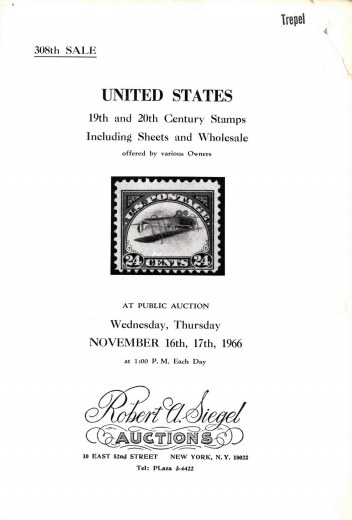 Trepel
308th SALE
UNITED STATES
19th and 20th Century Stamps
Including Sheets and Wholesale
offered by various Owners
U.S. POSTAGE
24 CENTS 24
AT PUBLIC AUCTION
Wednesday, Thursday
NOVEMBER 16th, 17th, 1966
at 1:00 P. M. Each Day
Robert A. Siegel
AUCTIONS
10 EAST 52nd STREET NEW YORK, N. Y. 10022
Tel: PLaza 3-6422